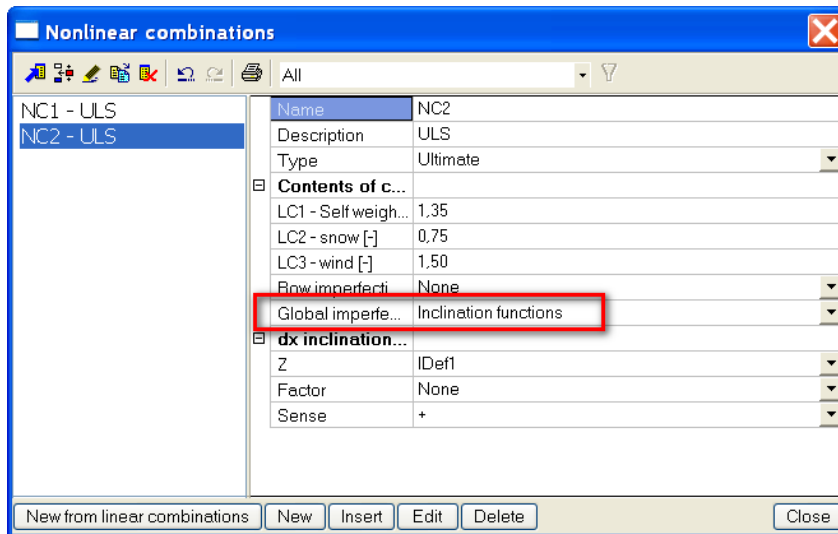 Nonlinear combinations
All
NC1 - ULS
NC2 - ULS
Name NC2
Description ULS
Type Ultimate
Contents of c...
LC1 - Self weigh... 1,35
LC2 - snow [-] 0,75
LC3 - wind [-] 1,50
Bow imperfecti... None
Global imperfe... Inclination functions
dx inclination...
Z IDef1
Factor None
Sense +
New from linear combinations New Insert Edit Delete Close